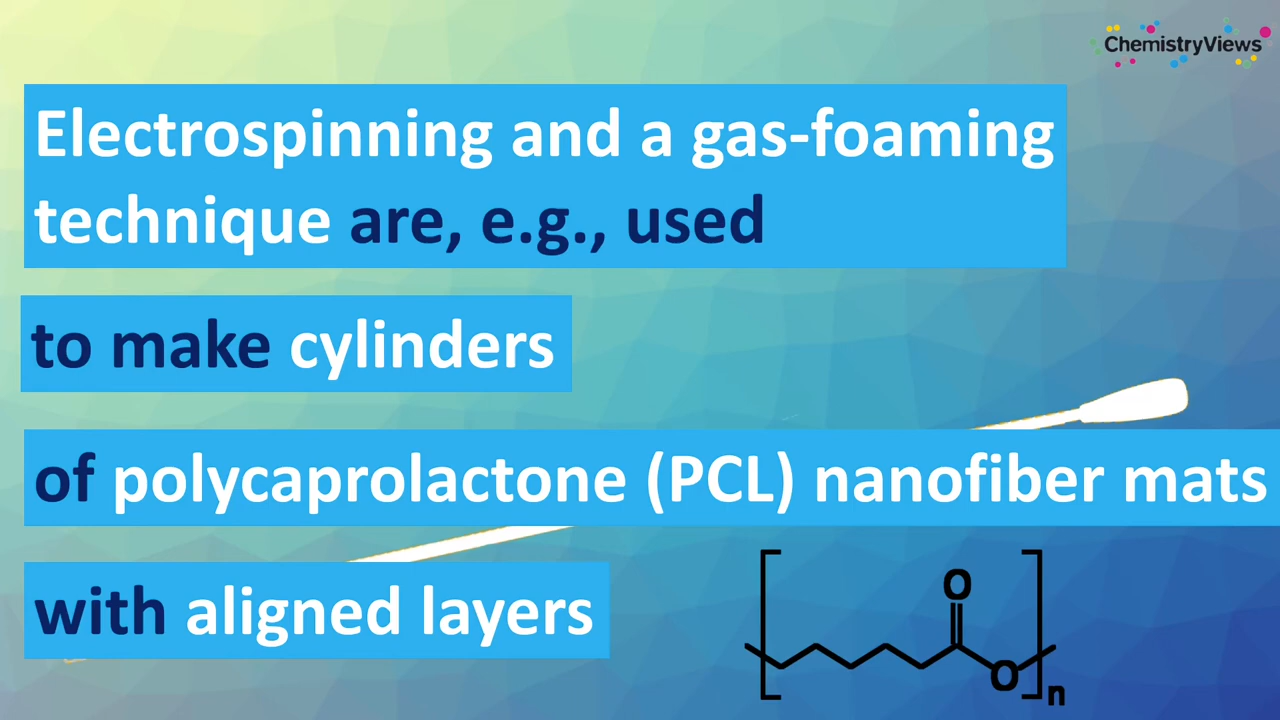 ChemistryViews
Electrospinning and a gas-foaming
technique are, e.g., used
to make cylinders
of polycaprolactone (PCL) nanofiber mats
with aligned layers
O
O
n